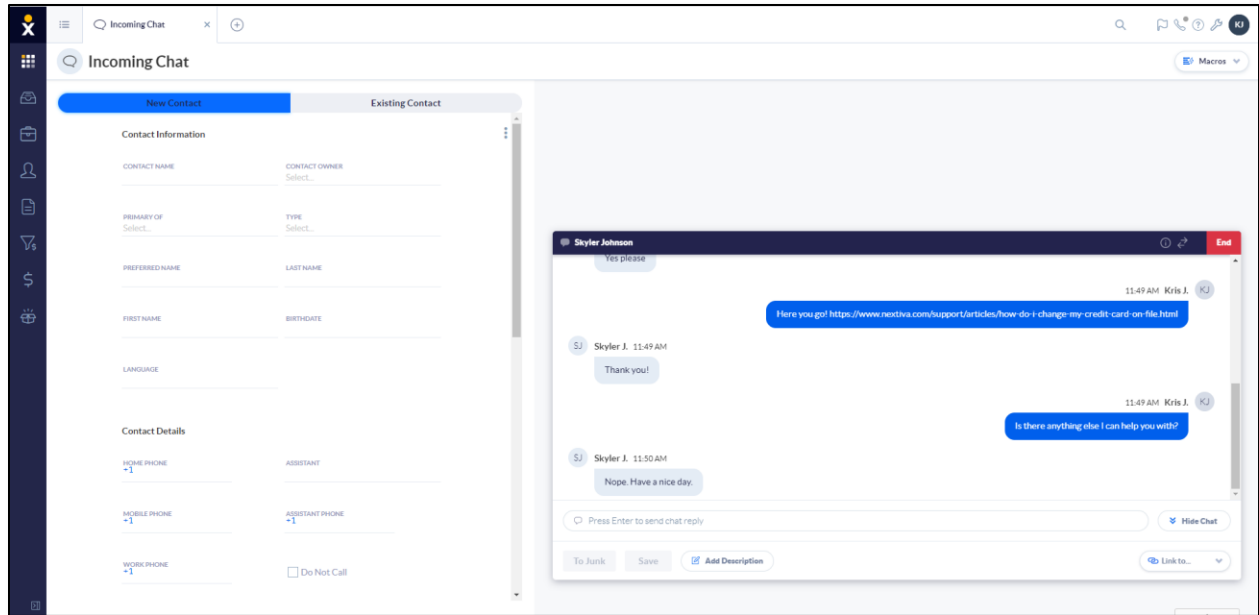 Incoming Chat
KJ
Incoming Chat
Macros
New Contact
Existing Contact
Contact Information
CONTACT NAME
CONTACT OWNER
Select...
PRIMARY OF
Select...
TYPE
Select...
PREFERRED NAME
LAST NAME
FIRST NAME
BIRTHDATE
LANGUAGE
Contact Details
HOME PHONE
+1
ASSISTANT
MOBILE PHONE
+1
ASSISTANT PHONE
+1
WORK PHONE
+1
Do Not Call
Skyler Johnson
End
Yes please
11:49 AM Kris J. KJ
Here you go! https://www.nextiva.com/support/articles/how-do-i-change-my-credit-card-on-file.html
SJ Skyler J. 11:49 AM
Thank you!
11:49 AM Kris J. KJ
Is there anything else I can help you with?
SJ Skyler J. 11:50 AM
Nope. Have a nice day.
Press Enter to send chat reply
Hide Chat
To Junk
Save
Add Description
Link to...